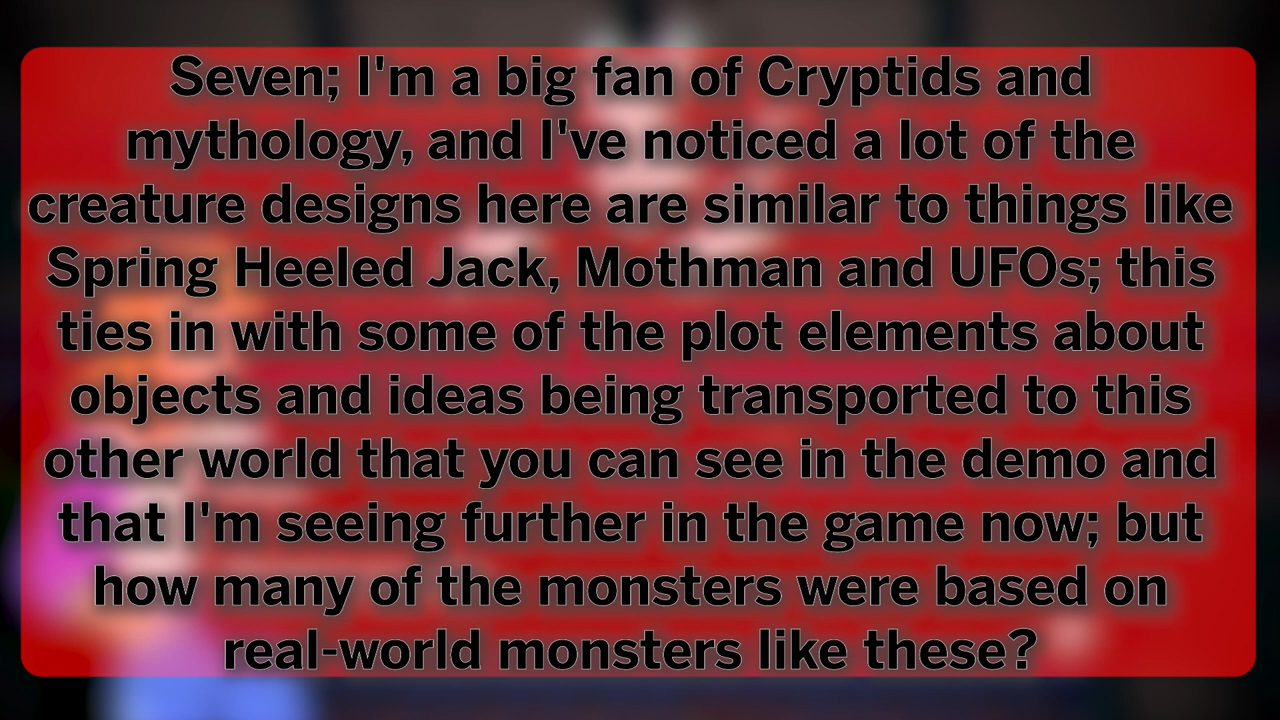 Seven; I'm a big fan of Cryptids and
mythology, and I've noticed a lot of the
creature designs here are similar to things like
Spring Heeled Jack, Mothman and UFOs; this
ties in with some of the plot elements about
objects and ideas being transported to this
other world that you can see in the demo and
that I'm seeing further in the game now; but
how many of the monsters were based on
real-world monsters like these?